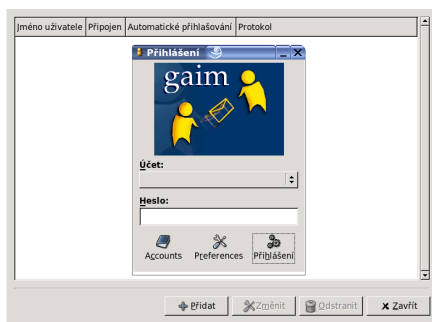 Jméno uživatele Připojen Automatické přihlašování Protokol
Přihlášení
gaim
Účet:
Heslo:
Accounts Preferences Přihlášení
Přidat Změnit Odstranit Zavřít